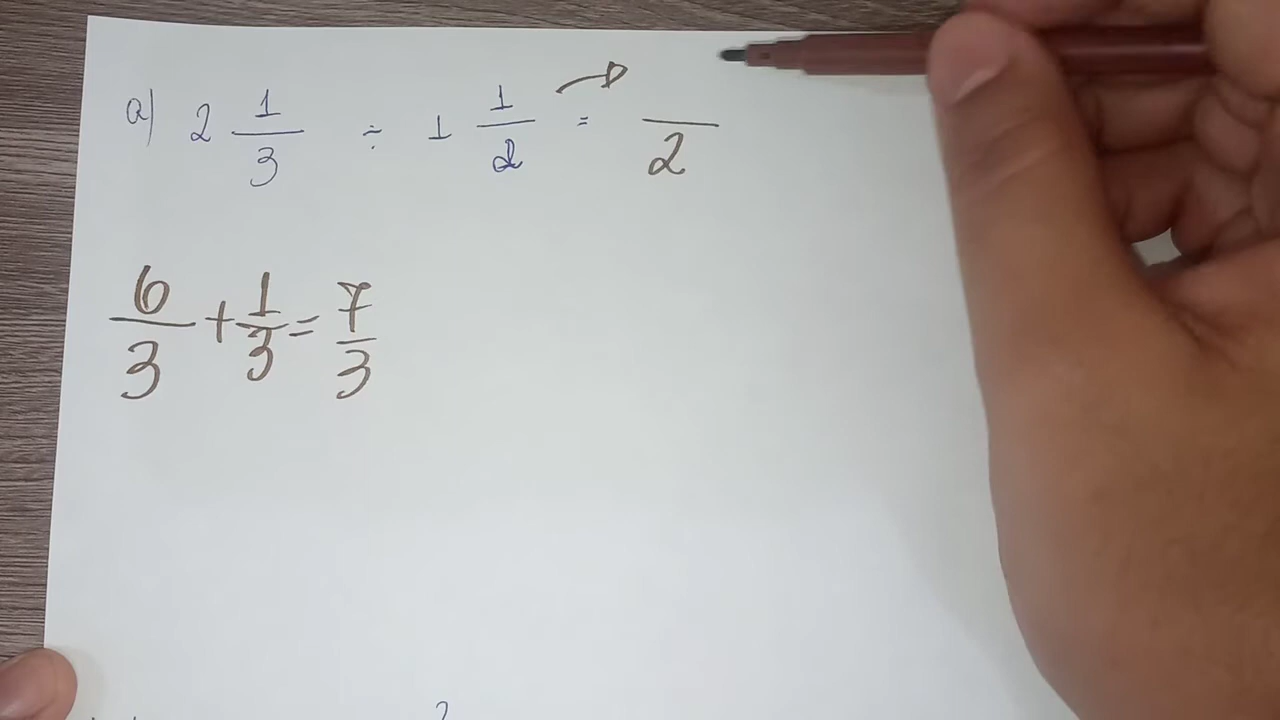 a) 2 1/3 ÷ 1 1/2 = /2
6/3 + 1/3 = 7/3